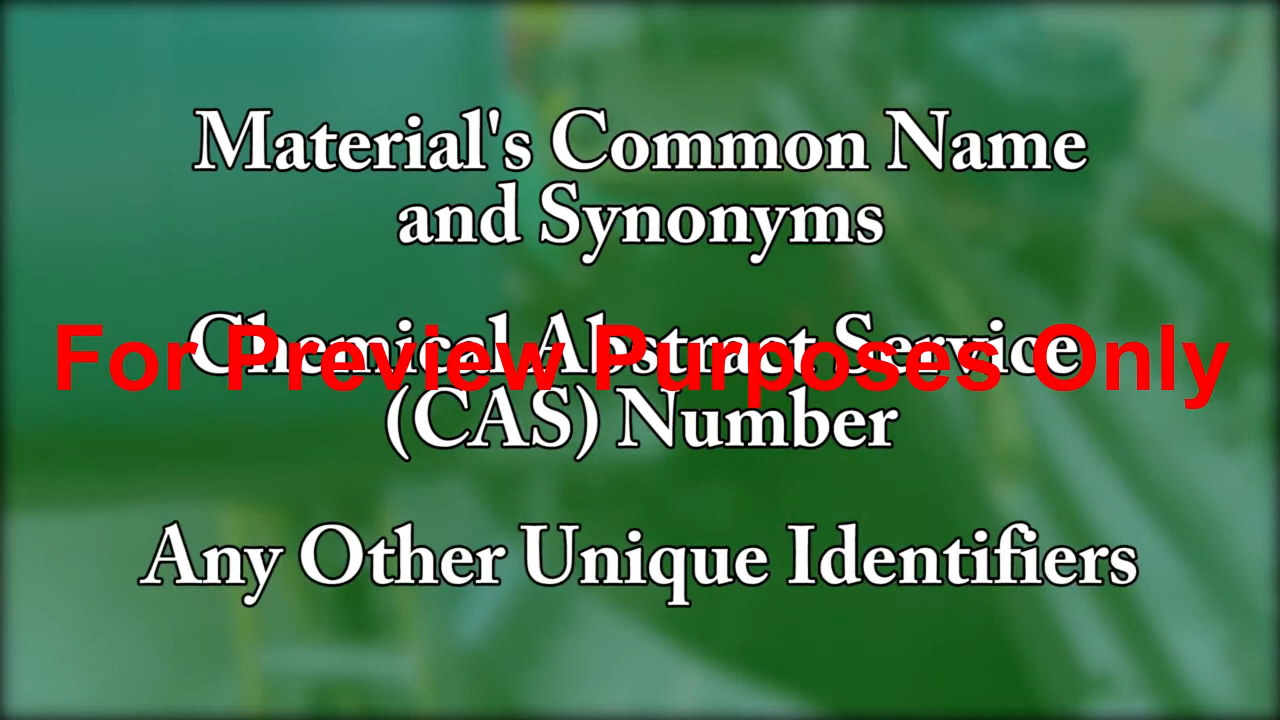 Material's Common Name
and Synonyms
Chemical Abstract Service
For Preview Purposes Only
(CAS) Number
Any Other Unique Identifiers